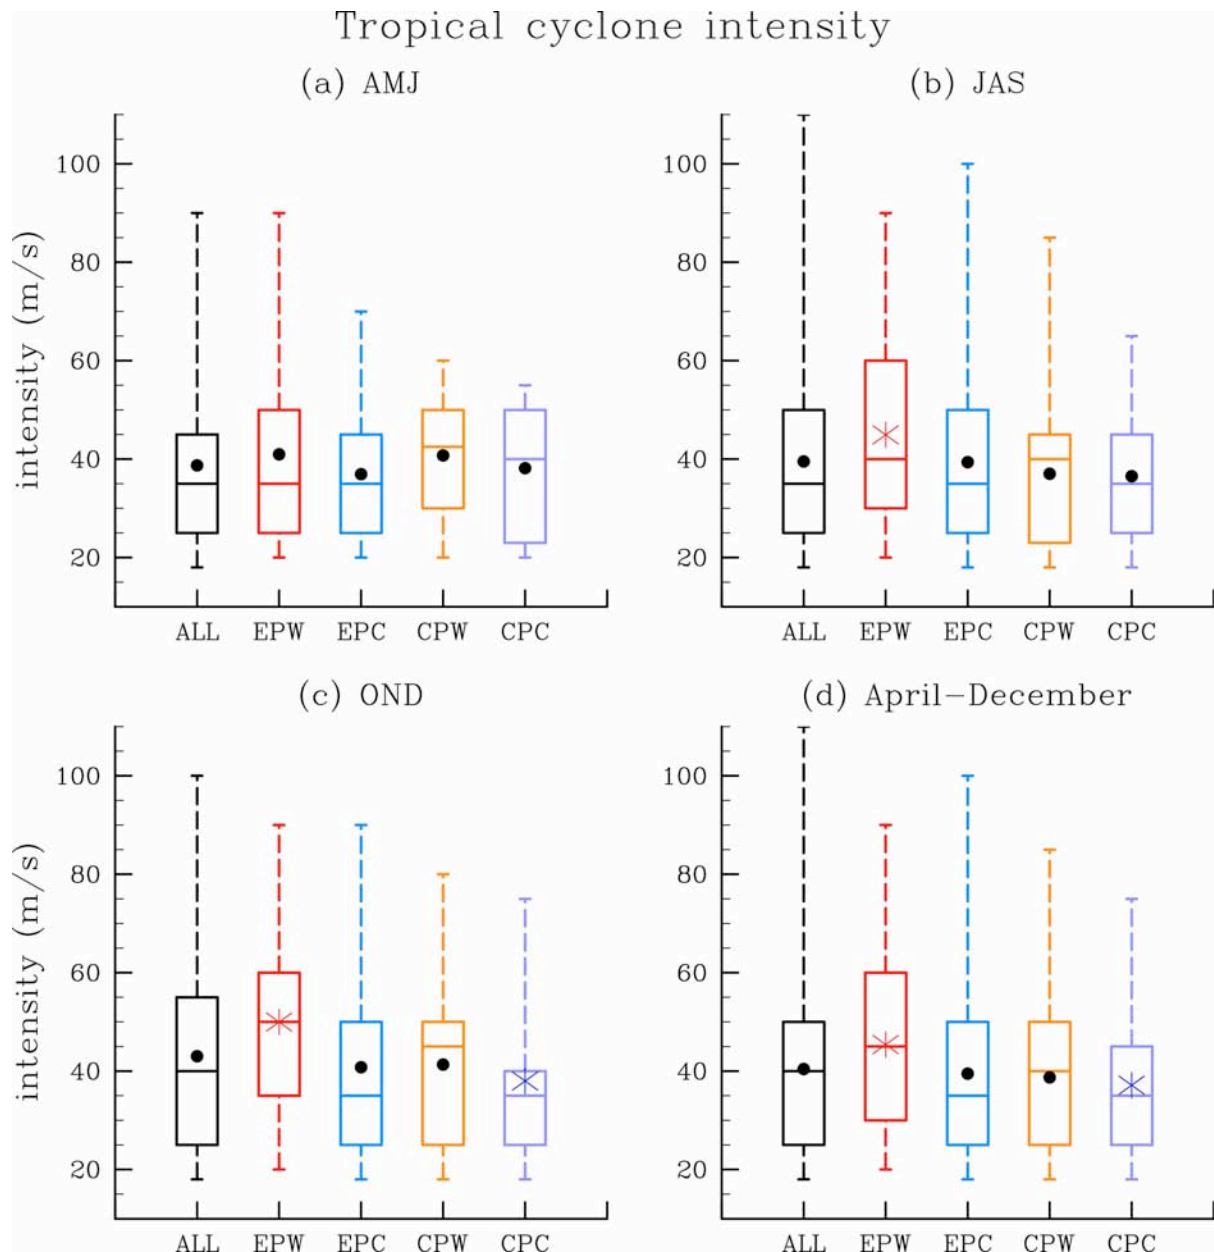 Tropical cyclone intensity
(a) AMJ
(b) JAS
intensity (m/s)
100
80
60
40
20
ALL EPW EPC CPW CPC
100
80
60
40
20
ALL EPW EPC CPW CPC
(c) OND
(d) April–December
intensity (m/s)
100
80
60
40
20
ALL EPW EPC CPW CPC
100
80
60
40
20
ALL EPW EPC CPW CPC